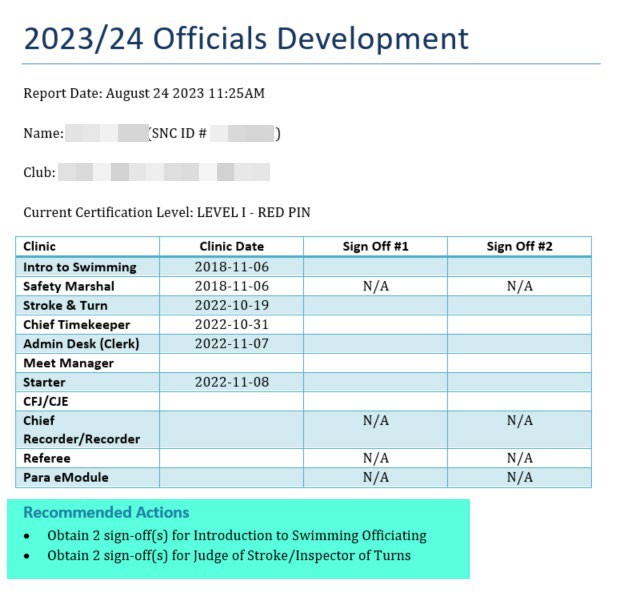 2023/24 Officials Development
Report Date: August 24 2023 11:25AM
Name: (SNC ID # )
Club:
Current Certification Level: LEVEL I - RED PIN
Clinic Clinic Date Sign Off #1 Sign Off #2
Intro to Swimming 2018-11-06
Safety Marshal 2018-11-06 N/A N/A
Stroke & Turn 2022-10-19
Chief Timekeeper 2022-10-31
Admin Desk (Clerk) 2022-11-07
Meet Manager
Starter 2022-11-08
CFJ/CJE
Chief N/A N/A
Recorder/Recorder
Referee N/A N/A
Para eModule N/A N/A
Recommended Actions
• Obtain 2 sign-off(s) for Introduction to Swimming Officiating
• Obtain 2 sign-off(s) for Judge of Stroke/Inspector of Turns